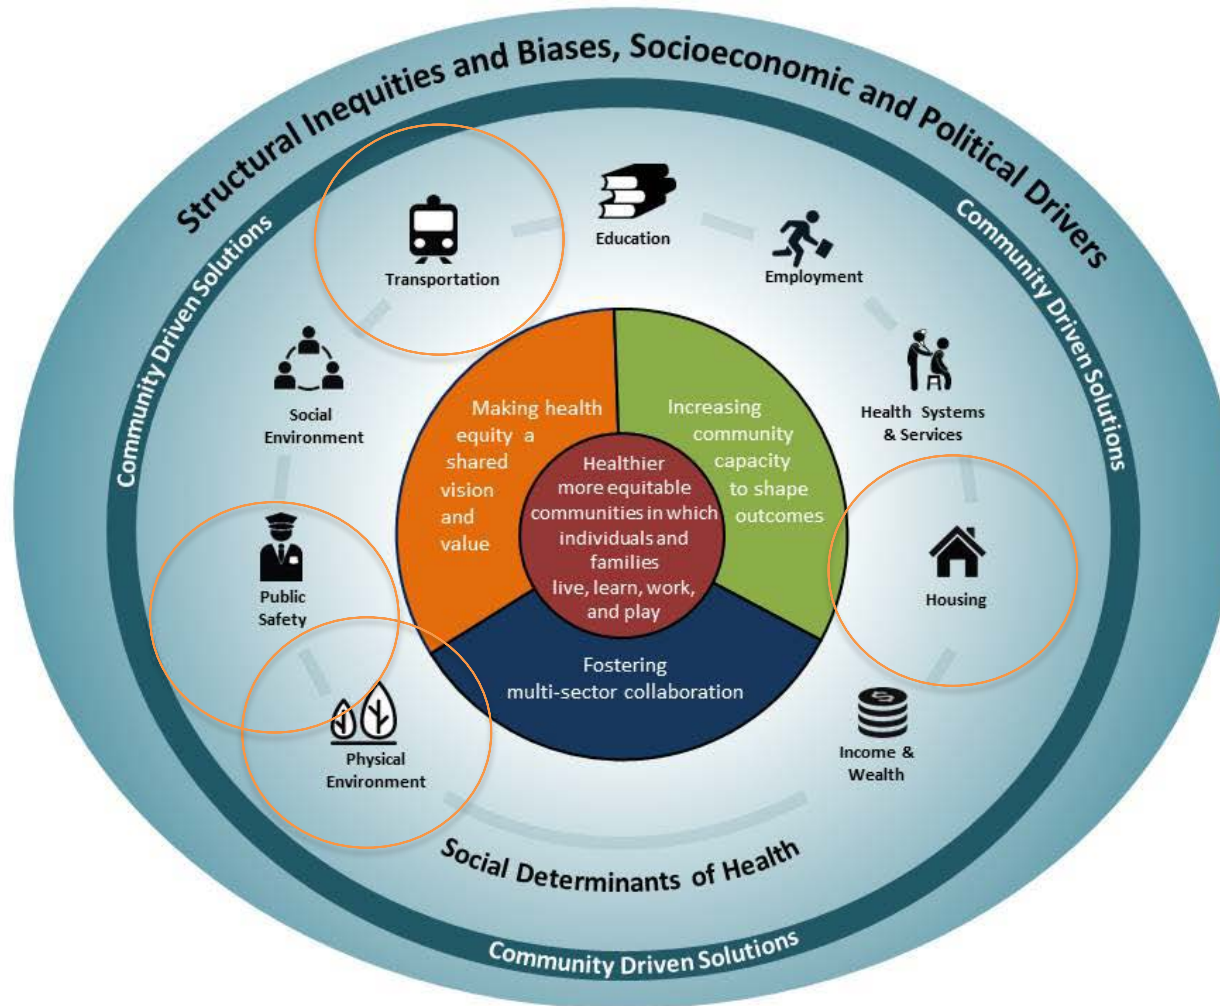 Structural Inequities and Biases, Socioeconomic and Political Drivers
Community Driven Solutions
Community Driven Solutions
Education
Transportation
Employment
Social
Environment
Health Systems
& Services
Making health
equity a
shared
vision
and
value
Increasing
community
capacity
to shape
outcomes
Healthier
more equitable
communities in which
individuals and
families
live, learn, work,
and play
Public
Safety
Housing
Fostering
multi-sector collaboration
Physical
Environment
Income &
Wealth
Social Determinants of Health
Community Driven Solutions